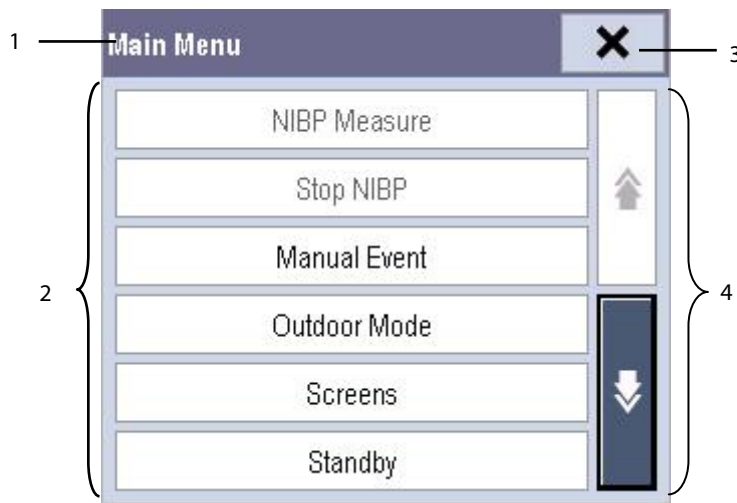 1 Main Menu 3
NIBP Measure
Stop NIBP
Manual Event
2 4
Outdoor Mode
Screens
Standby